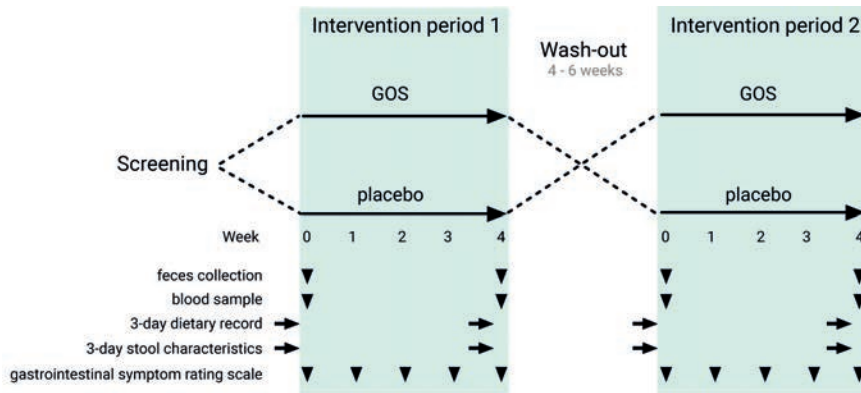 Intervention period 1
Intervention period 2
Wash-out
4 - 6 weeks
GOS
GOS
Screening
placebo
placebo
Week 0 1 2 3 4 0 1 2 3 4
feces collection
blood sample
3-day dietary record
3-day stool characteristics
gastrointestinal symptom rating scale